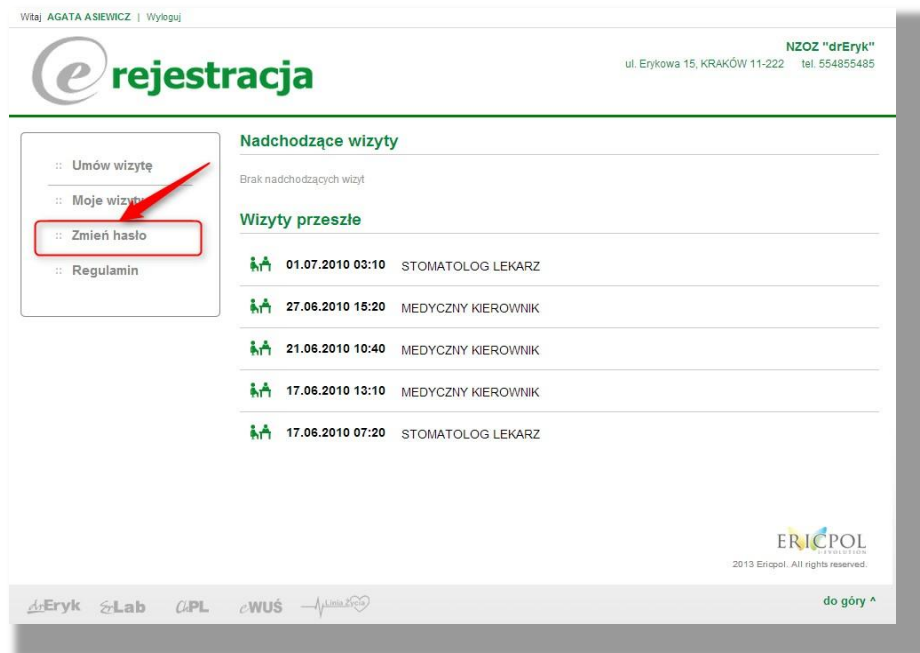 Witaj AGATA ASIEWICZ | Wyloguj
e rejestracja
NZOZ "drEryk"
ul. Erykowa 15, KRAKÓW 11-222 tel. 554855485
:: Umów wizytę
:: Moje wizyty
:: Zmień hasło
:: Regulamin
Nadchodzące wizyty
Brak nadchodzących wizyt
Wizyty przeszłe
01.07.2010 03:10 STOMATOLOG LEKARZ
27.06.2010 15:20 MEDYCZNY KIEROWNIK
21.06.2010 10:40 MEDYCZNY KIEROWNIK
17.06.2010 13:10 MEDYCZNY KIEROWNIK
17.06.2010 07:20 STOMATOLOG LEKARZ
ERICPOL
2013 Ericpol. All rights reserved.
drEryk ErLab eWUŚ Linia Życia
do góry ^